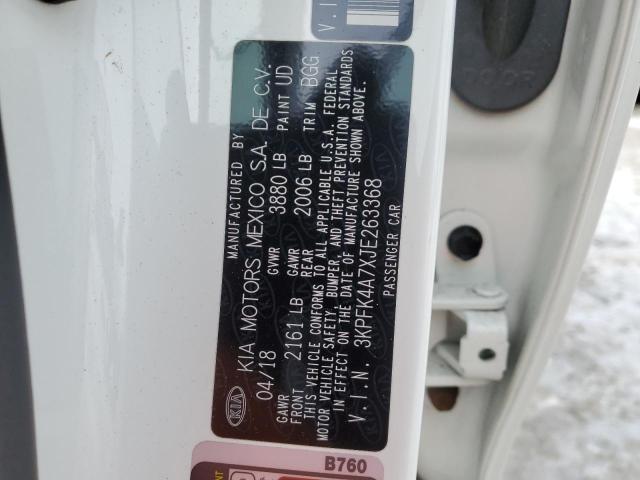 MANUFACTURED BY
KIA MOTORS MEXICO S.A. DE C.V.
04/18 GVWR 3880 LB PAINT UD
GAWR FRONT 2161 LB GAWR REAR 2006 LB TRIM BGG
THIS VEHICLE CONFORMS TO ALL APPLICABLE U.S.A. FEDERAL
MOTOR VEHICLE SAFETY, BUMPER, AND THEFT PREVENTION STANDARDS
IN EFFECT ON THE DATE OF MANUFACTURE SHOWN ABOVE.
V.I.N. 3KPFK4A7XJE263368
PASSENGER CAR
KIA
V.I.
B760
DOOR